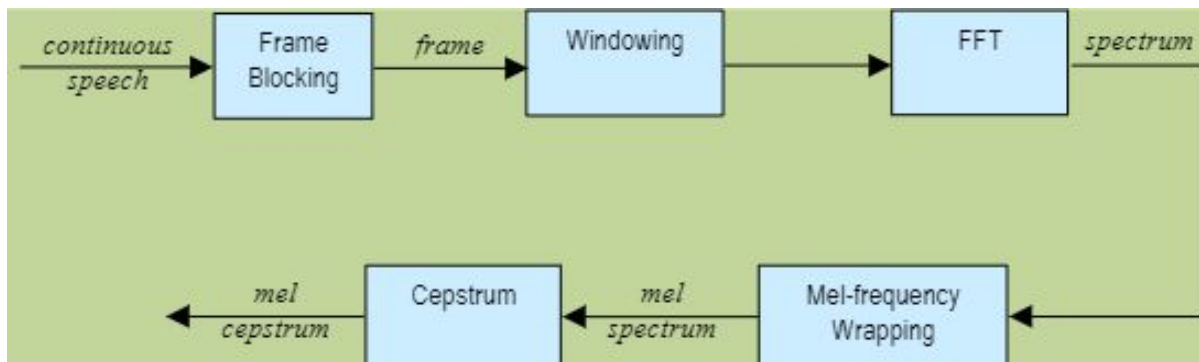 continuous
speech
Frame
Blocking
frame
Windowing
FFT
spectrum
Mel-frequency
Wrapping
mel
spectrum
Cepstrum
mel
cepstrum